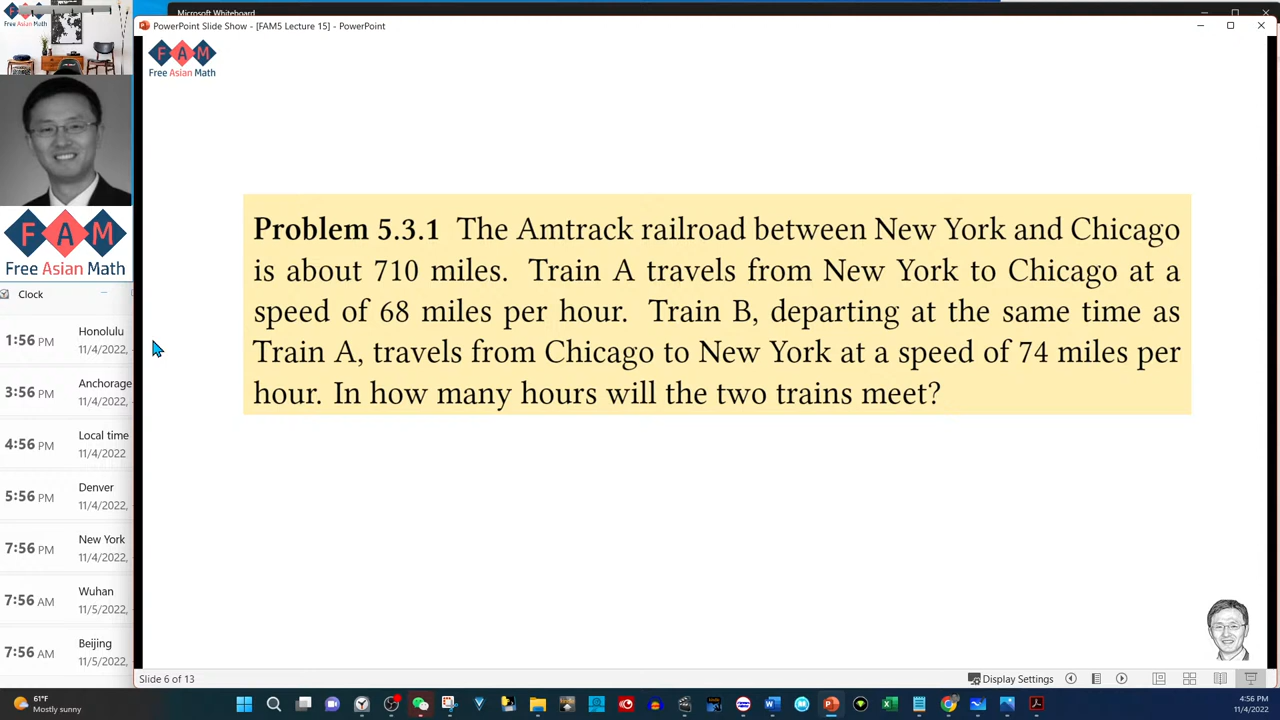 Microsoft Whiteboard
Free Asian Math
PowerPoint Slide Show - [FAM5 Lecture 15] - PowerPoint
F A M
Free Asian Math
Problem 5.3.1 The Amtrack railroad between New York and Chicago
is about 710 miles. Train A travels from New York to Chicago at a
speed of 68 miles per hour. Train B, departing at the same time as
Train A, travels from Chicago to New York at a speed of 74 miles per
hour. In how many hours will the two trains meet?
F A M
Free Asian Math
Clock
1:56 PM Honolulu
11/4/2022,
3:56 PM Anchorage
11/4/2022,
4:56 PM Local time
11/4/2022
5:56 PM Denver
11/4/2022,
7:56 PM New York
11/4/2022,
7:56 AM Wuhan
11/5/2022,
7:56 AM Beijing
11/5/2022,
Slide 6 of 13
Display Settings
61°F
Mostly sunny
4:56 PM
11/4/2022